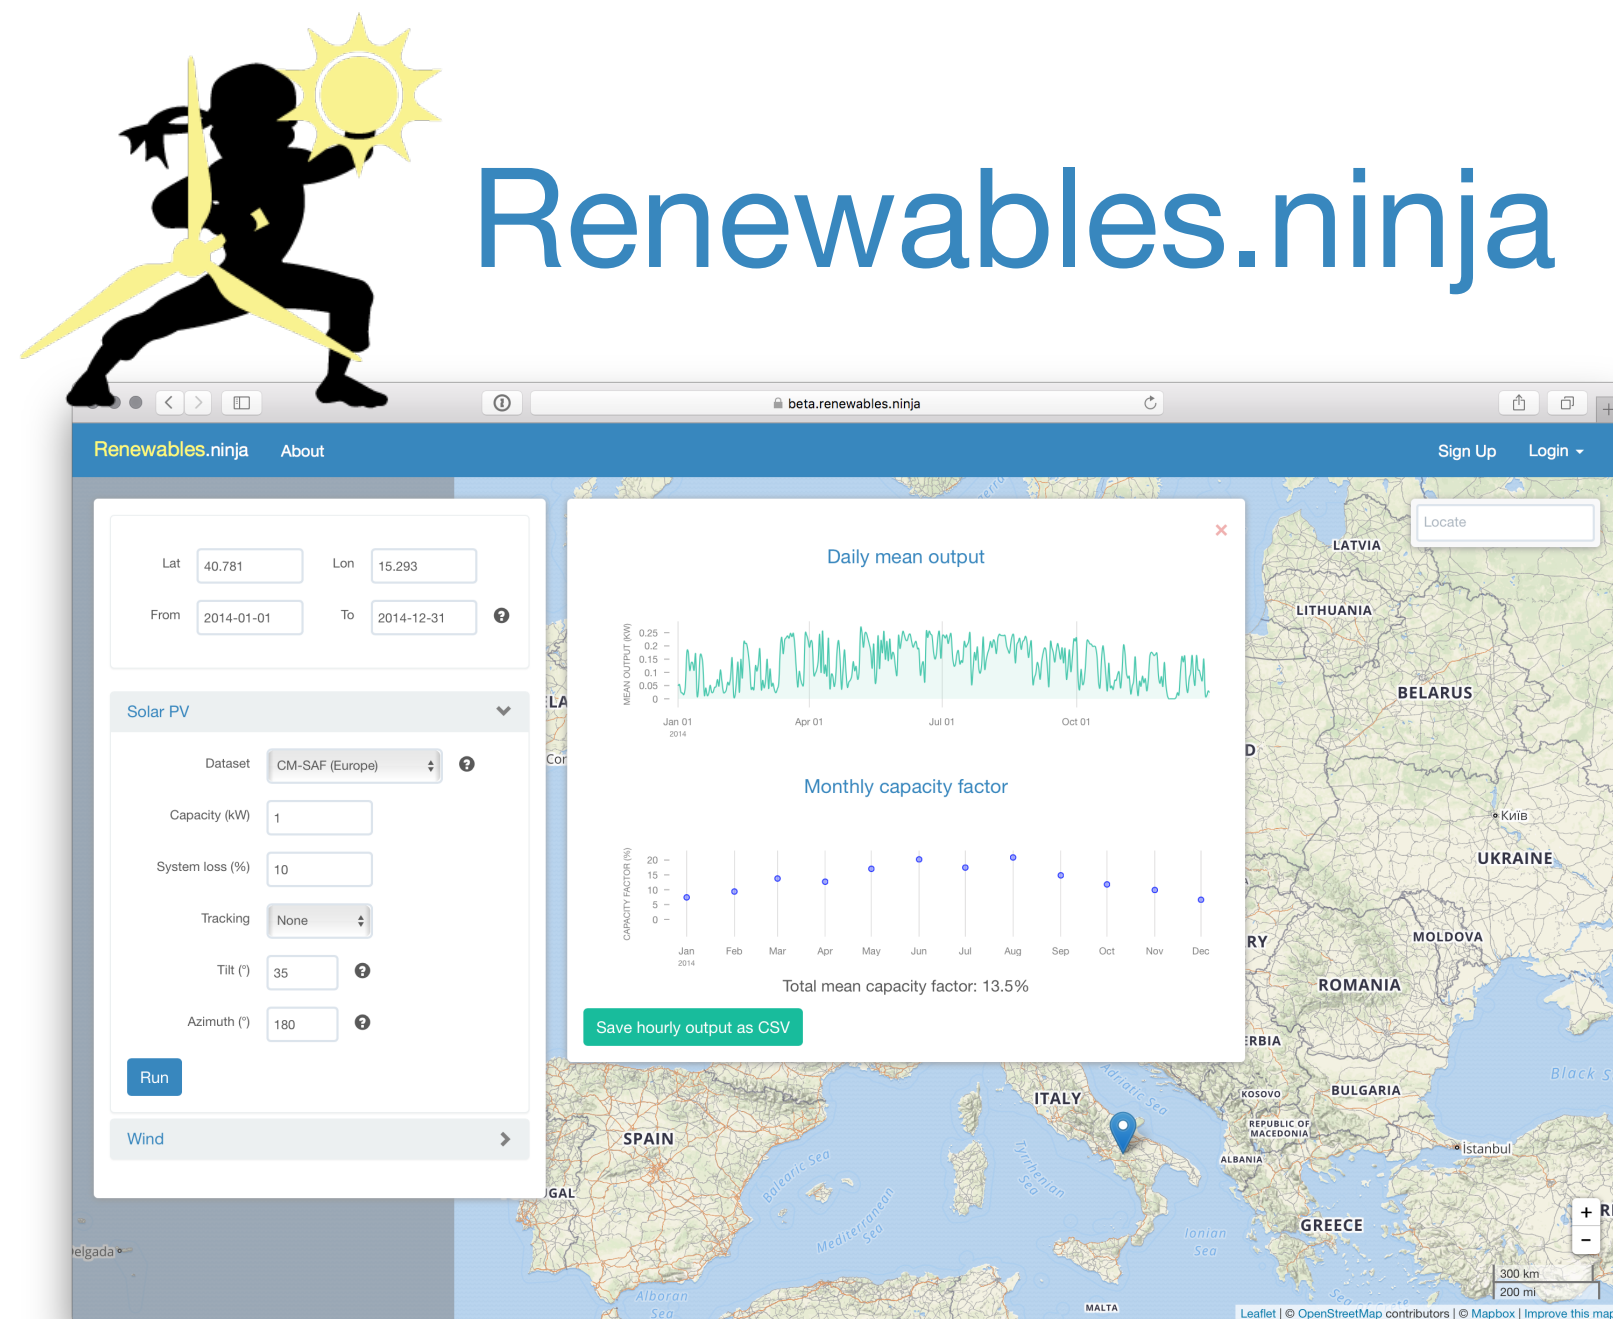 Renewables.ninja
beta.renewables.ninja
Renewables.ninja About Sign Up Login
Lat 40.781 Lon 15.293
From 2014-01-01 To 2014-12-31
Solar PV
Dataset CM-SAF (Europe)
Capacity (kW) 1
System loss (%) 10
Tracking None
Tilt (°) 35
Azimuth (°) 180
Run
Wind
Daily mean output
MEAN OUTPUT (KW)
0.25
0.2
0.15
0.1
0.05
0
Jan 01 Apr 01 Jul 01 Oct 01
2014
Monthly capacity factor
CAPACITY FACTOR (%)
20
15
10
5
0
Jan Feb Mar Apr May Jun Jul Aug Sep Oct Nov Dec
2014
Total mean capacity factor: 13.5%
Save hourly output as CSV
Locate
LATVIA
LITHUANIA
BELARUS
LA
Cor
D
Київ
UKRAINE
RY
MOLDOVA
ROMANIA
RBIA
Black S
Adriatic Sea
ITALY
KOSOVO
BULGARIA
REPUBLIC OF
MACEDONIA
SPAIN
ALBANIA
İstanbul
Balearic Sea
Tyrrhenian
Sea
GAL
Mediterranean
Sea
Ionian
Sea
GREECE
R
+
−
elgada
Alboran
Sea
MALTA
300 km
200 mi
Leaflet | © OpenStreetMap contributors | © Mapbox | Improve this map